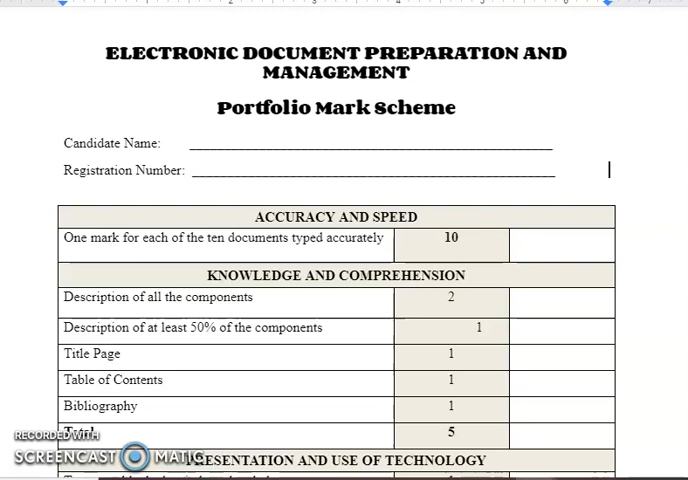 ELECTRONIC DOCUMENT PREPARATION AND
MANAGEMENT
Portfolio Mark Scheme
Candidate Name:
Registration Number:
ACCURACY AND SPEED
One mark for each of the ten documents typed accurately 10
KNOWLEDGE AND COMPREHENSION
Description of all the components 2
Description of at least 50% of the components 1
Title Page 1
Table of Contents 1
Bibliography 1
Total 5
PRESENTATION AND USE OF TECHNOLOGY
RECORDED WITH
SCREENCAST MATIC